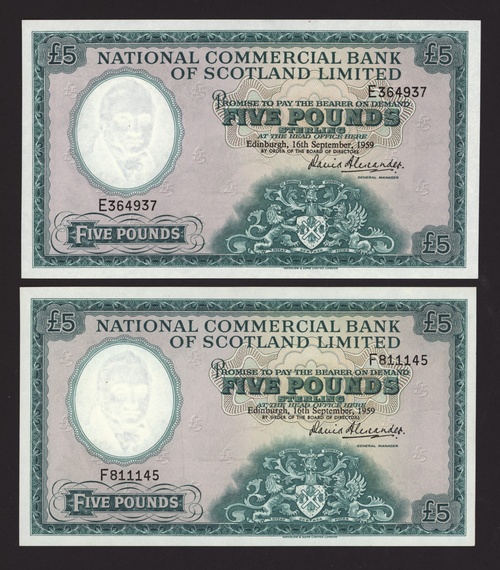 £5 £5
NATIONAL COMMERCIAL BANK
OF SCOTLAND LIMITED
E364937
PROMISE TO PAY THE BEARER ON DEMAND
FIVE POUNDS
STERLING
AT THE HEAD OFFICE HERE
Edinburgh, 16th September, 1959
BY ORDER OF THE BOARD OF DIRECTORS
David Alexander.
GENERAL MANAGER
E364937
FIVE POUNDS
£5
£5 £5
NATIONAL COMMERCIAL BANK
OF SCOTLAND LIMITED
F811145
PROMISE TO PAY THE BEARER ON DEMAND
FIVE POUNDS
STERLING
AT THE HEAD OFFICE HERE
Edinburgh, 16th September, 1959
BY ORDER OF THE BOARD OF DIRECTORS
David Alexander.
GENERAL MANAGER
F811145
FIVE POUNDS
£5